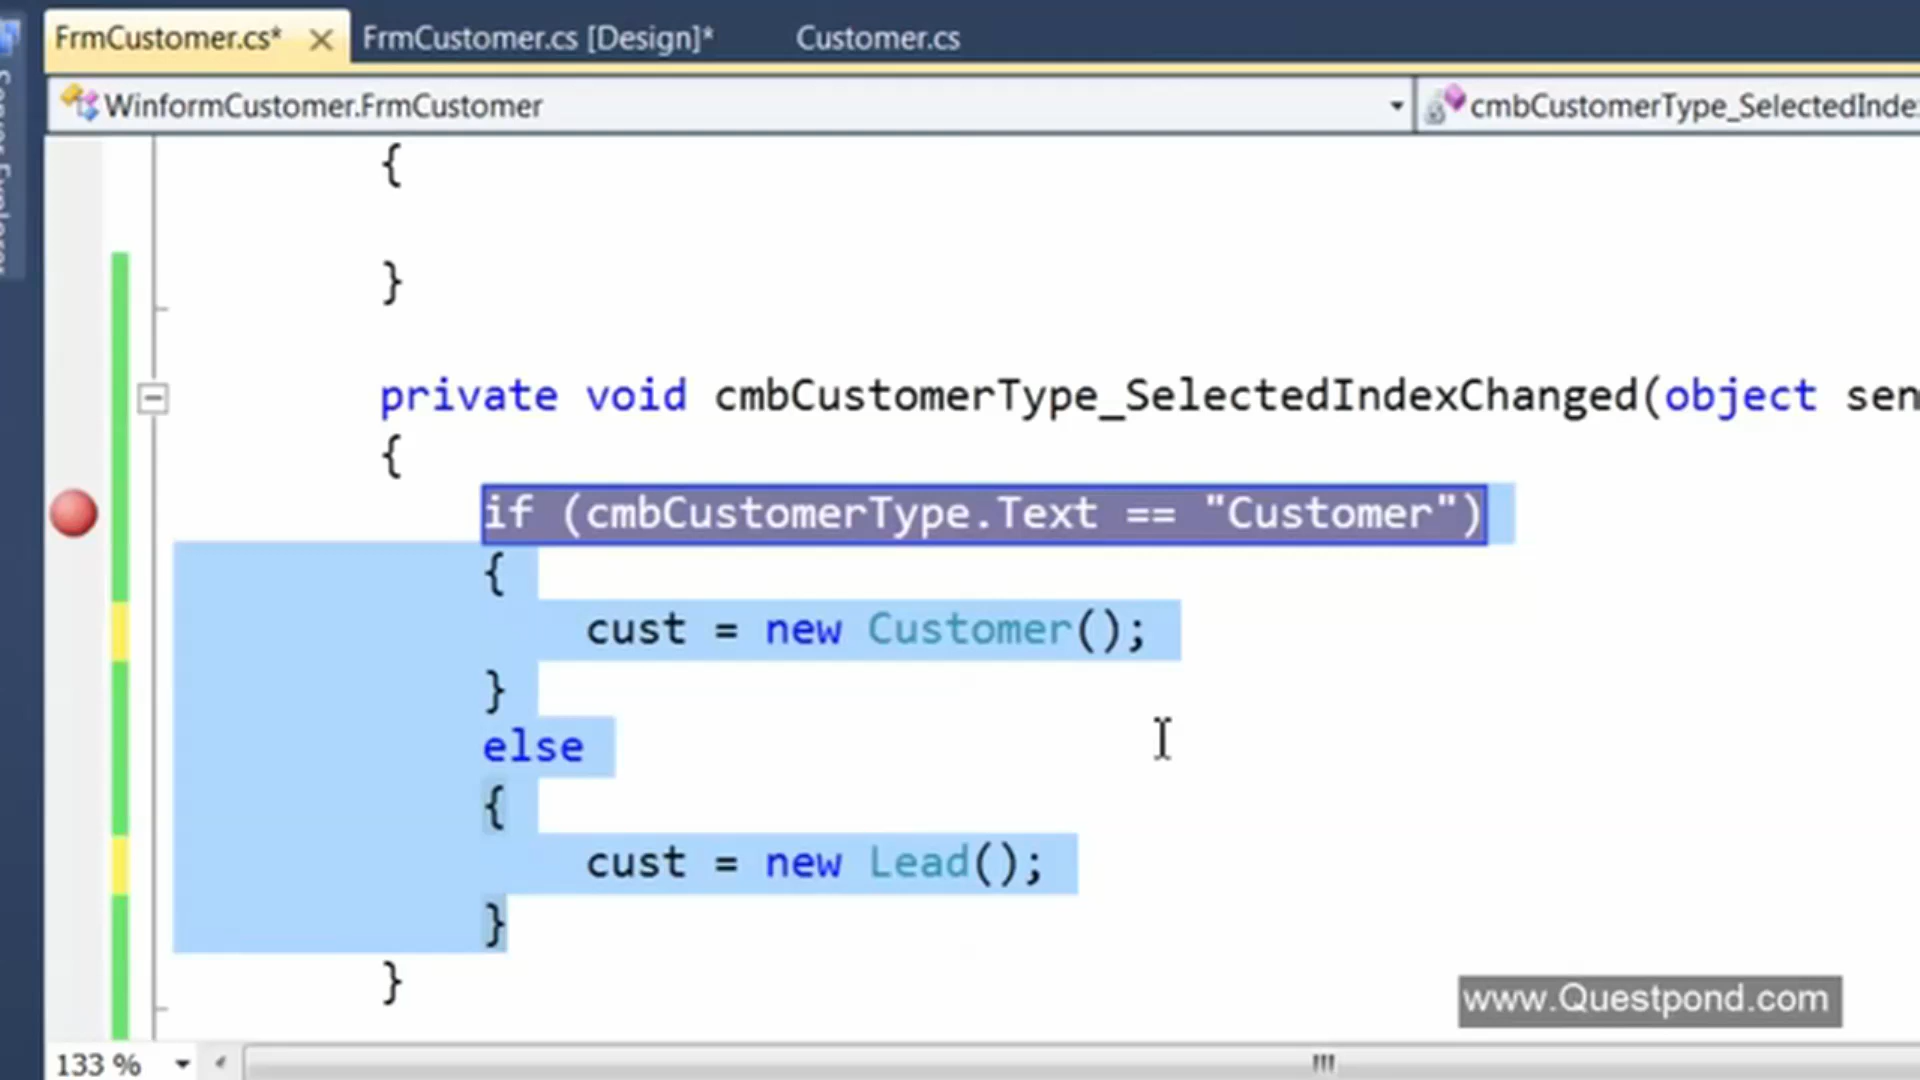 FrmCustomer.cs* FrmCustomer.cs [Design]* Customer.cs
WinformCustomer.FrmCustomer cmbCustomerType_SelectedInde
{
}
private void cmbCustomerType_SelectedIndexChanged(object sen
{
if (cmbCustomerType.Text == "Customer")
{
cust = new Customer();
}
else
{
cust = new Lead();
}
}
www.Questpond.com
133 %